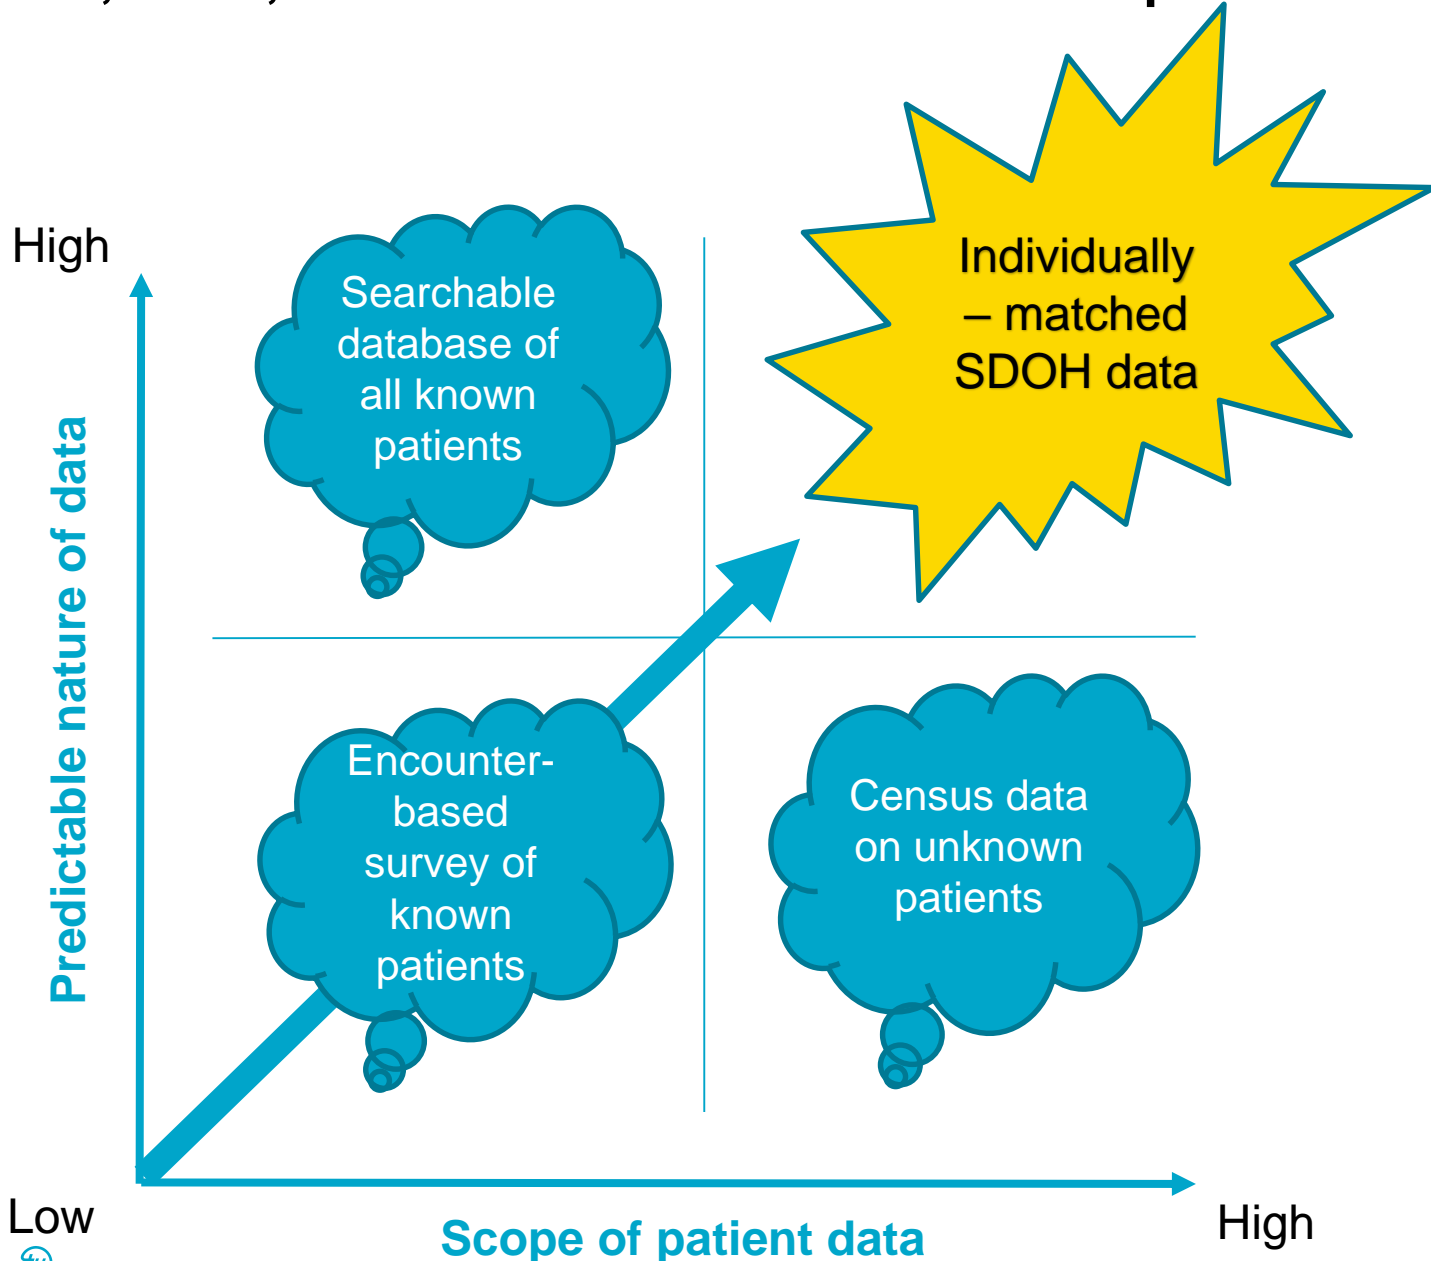 High
Searchable
database of
all known
patients
Individually
– matched
SDOH data
Predictable nature of data
Encounter-
based
survey of
known
patients
Census data
on unknown
patients
Low
Scope of patient data
High